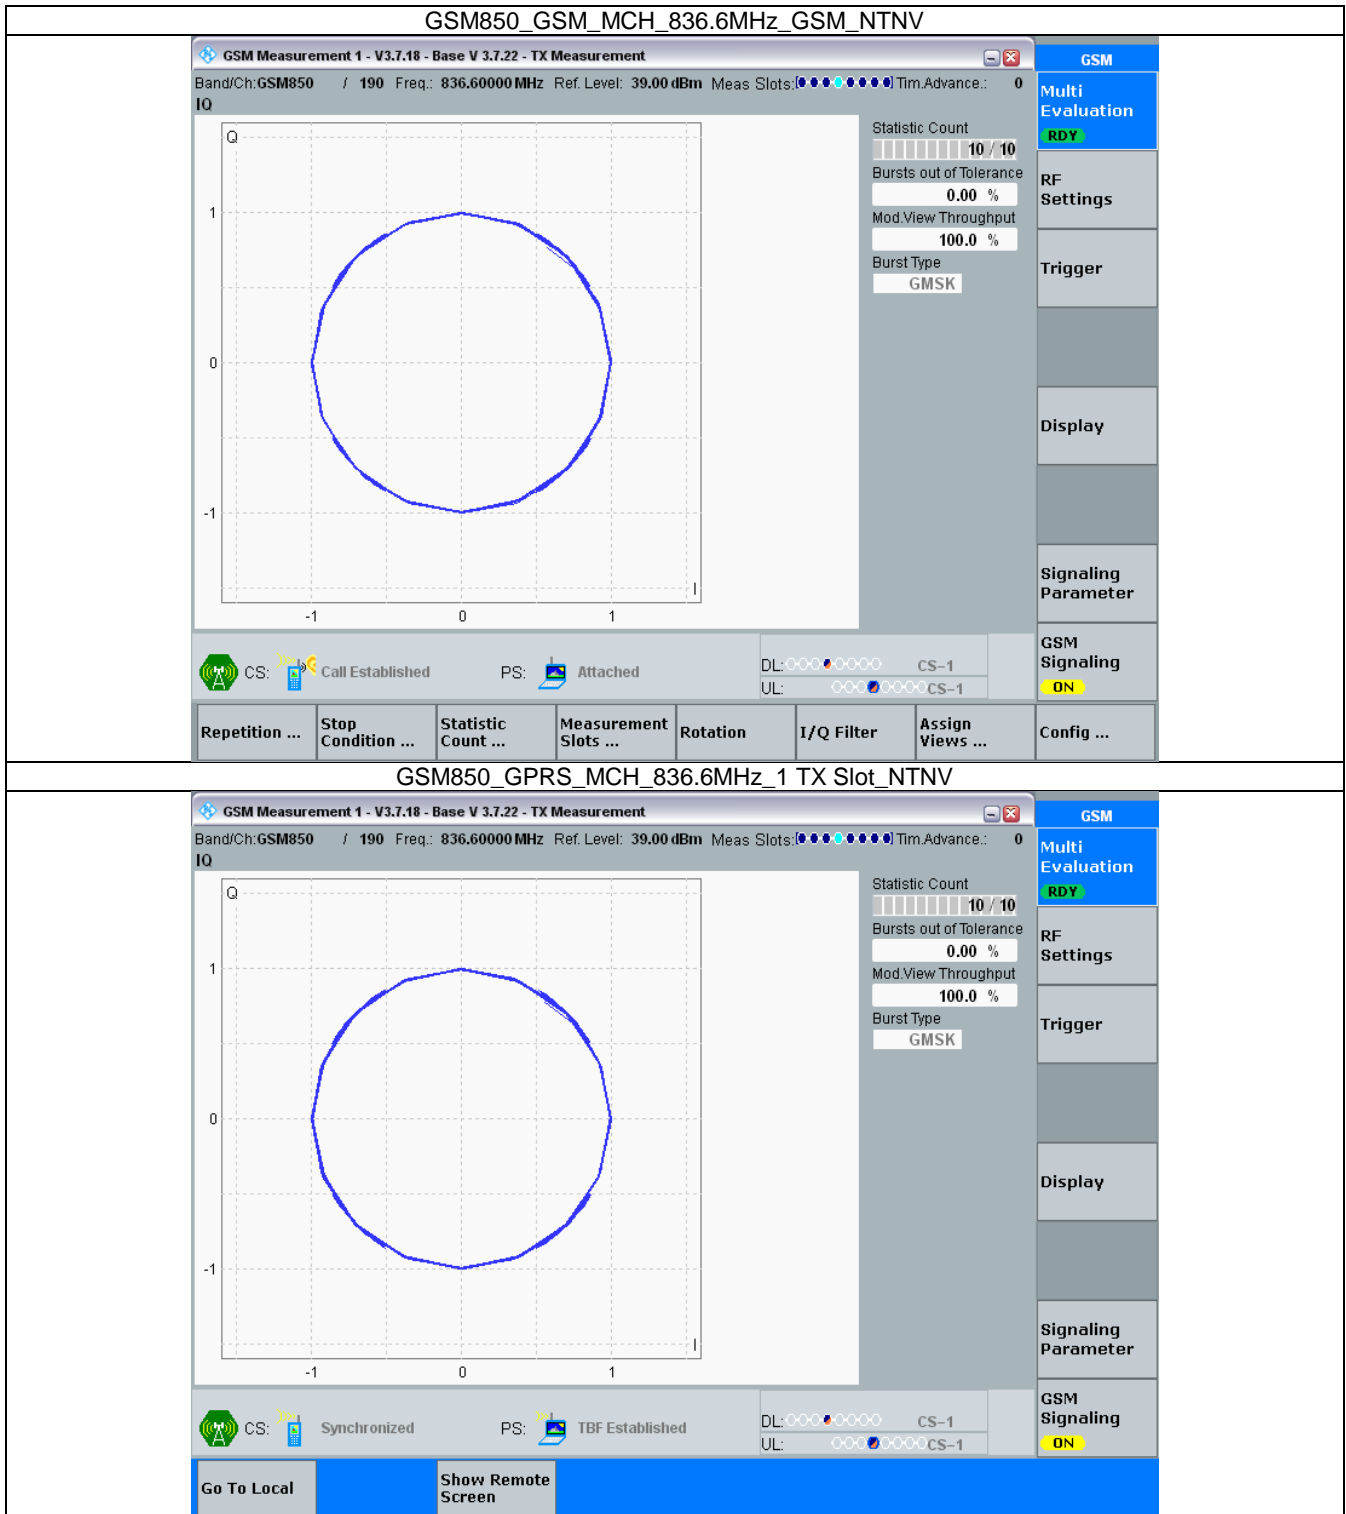 GSM850_GSM_MCH_836.6MHz_GSM_NTNV
GSM Measurement 1 - V3.7.18 - Base V 3.7.22 - TX Measurement
GSM
Band/Ch:GSM850 / 190 Freq.: 836.60000 MHz Ref. Level: 39.00 dBm Meas Slots: Tim.Advance.: 0
IQ
Multi
Evaluation
RDY
Q
Statistic Count
10 / 10
Bursts out of Tolerance
0.00 %
Mod.View Throughput
100.0 %
Burst Type
GMSK
RF
Settings
Trigger
1
0
-1
Display
I
-1 0 1
Signaling
Parameter
GSM
Signaling
ON
CS: Call Established PS: Attached DL: CS-1
UL: CS-1
Repetition ... Stop
Condition ... Statistic
Count ... Measurement
Slots ... Rotation I/Q Filter Assign
Views ... Config ...
GSM850_GPRS_MCH_836.6MHz_1 TX Slot_NTNV
GSM Measurement 1 - V3.7.18 - Base V 3.7.22 - TX Measurement
GSM
Band/Ch:GSM850 / 190 Freq.: 836.60000 MHz Ref. Level: 39.00 dBm Meas Slots: Tim.Advance.: 0
IQ
Multi
Evaluation
RDY
Q
Statistic Count
10 / 10
Bursts out of Tolerance
0.00 %
Mod.View Throughput
100.0 %
Burst Type
GMSK
RF
Settings
Trigger
1
0
-1
Display
I
-1 0 1
Signaling
Parameter
GSM
Signaling
ON
CS: Synchronized PS: TBF Established DL: CS-1
UL: CS-1
Go To Local Show Remote
Screen